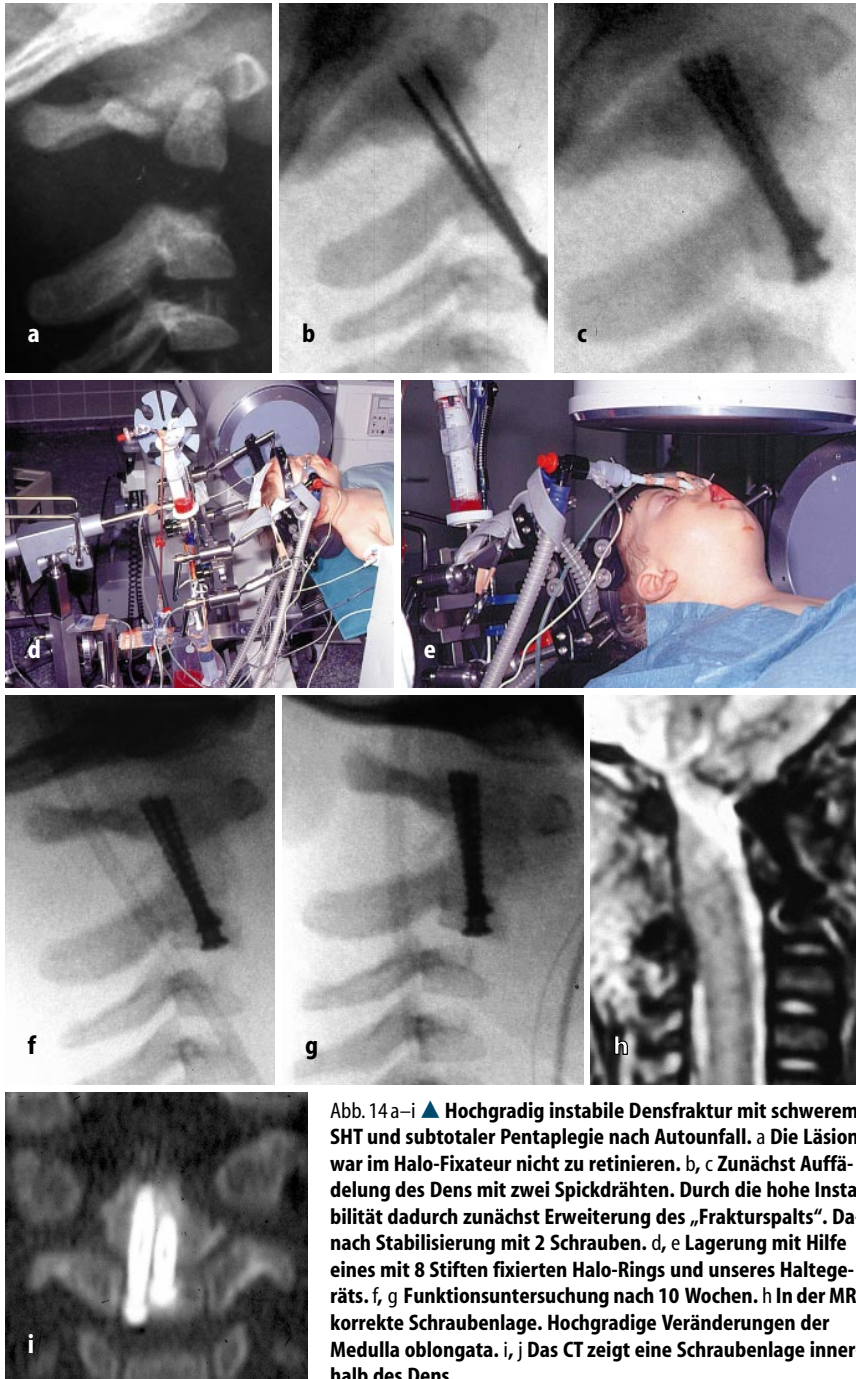 a
b
c
d
e
f
g
h
i
Abb. 14 a–i ▲ Hochgradig instabile Densfraktur mit schwerem
SHT und subtotaler Pentaplegie nach Autounfall. a Die Läsion
war im Halo-Fixateur nicht zu retinieren. b, c Zunächst Auffä-
delung des Dens mit zwei Spickdrähten. Durch die hohe Insta-
bilität dadurch zunächst Erweiterung des „Frakturspalts“. Da-
nach Stabilisierung mit 2 Schrauben. d, e Lagerung mit Hilfe
eines mit 8 Stiften fixierten Halo-Rings und unseres Haltege-
räts. f, g Funktionsuntersuchung nach 10 Wochen. h In der MR
korrekte Schraubenlage. Hochgradige Veränderungen der
Medulla oblongata. i, j Das CT zeigt eine Schraubenlage inner-
halb des Dens